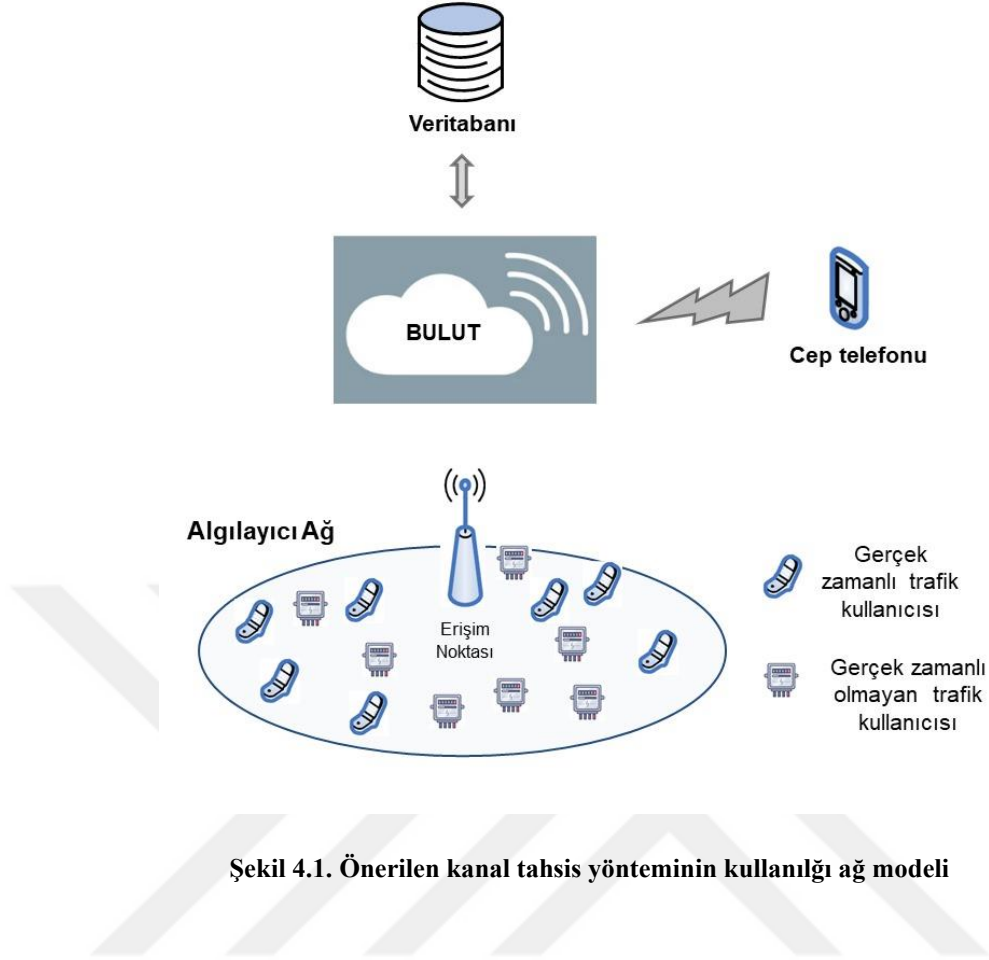 Veritabanı
BULUT
Cep telefonu
Algılayıcı Ağ
Erişim
Noktası
Gerçek
zamanlı trafik
kullanıcısı
Gerçek zamanlı
olmayan trafik
kullanıcısı
Şekil 4.1. Önerilen kanal tahsis yönteminin kullanılğı ağ modeli